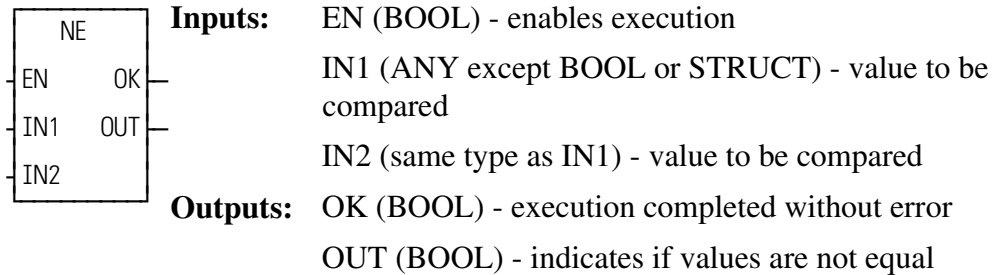 NE
EN OK
IN1 OUT
IN2
Inputs: EN (BOOL) - enables execution
IN1 (ANY except BOOL or STRUCT) - value to be
compared
IN2 (same type as IN1) - value to be compared
Outputs: OK (BOOL) - execution completed without error
OUT (BOOL) - indicates if values are not equal